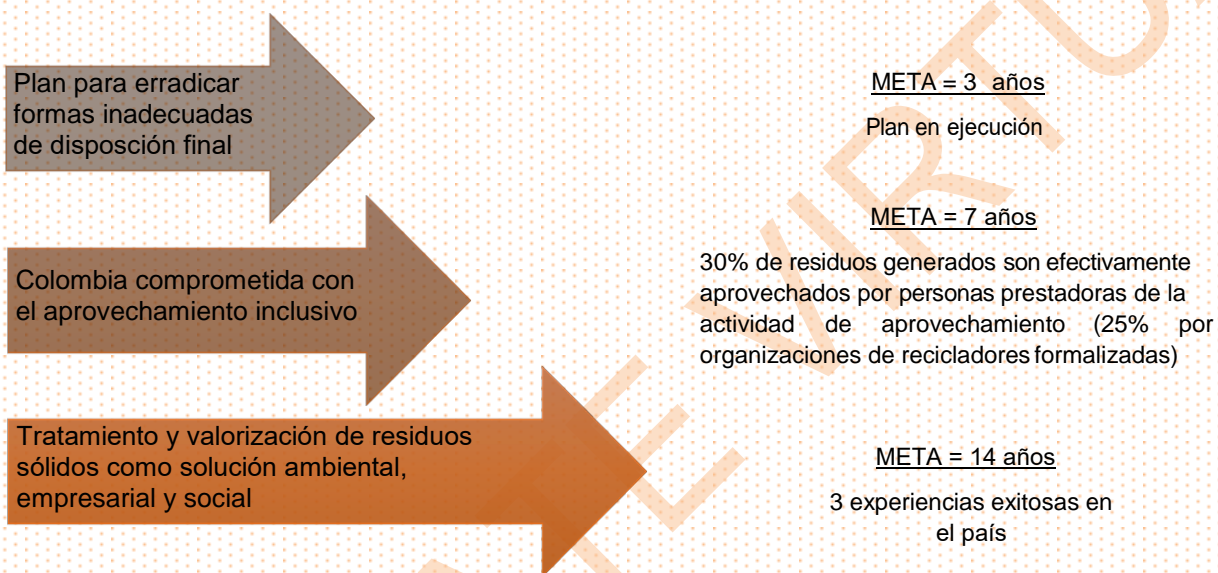 Plan para erradicar
formas inadecuadas
de disposción final
META = 3 años
Plan en ejecución
Colombia comprometida con
el aprovechamiento inclusivo
META = 7 años
30% de residuos generados son efectivamente
aprovechados por personas prestadoras de la
actividad de aprovechamiento (25% por
organizaciones de recicladores formalizadas)
Tratamiento y valorización de residuos
sólidos como solución ambiental,
empresarial y social
META = 14 años
3 experiencias exitosas en
el país